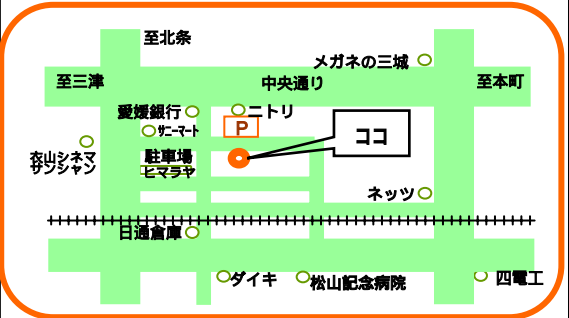 至北条
メガネの三城
至三津
中央通り
至本町
愛媛銀行
ニトリ
P
サニーマート
ココ
衣山シネマ
サンシャン
駐車場
ヒマラヤ
ネッツ
日通倉庫
ダイキ
松山記念病院
四電工